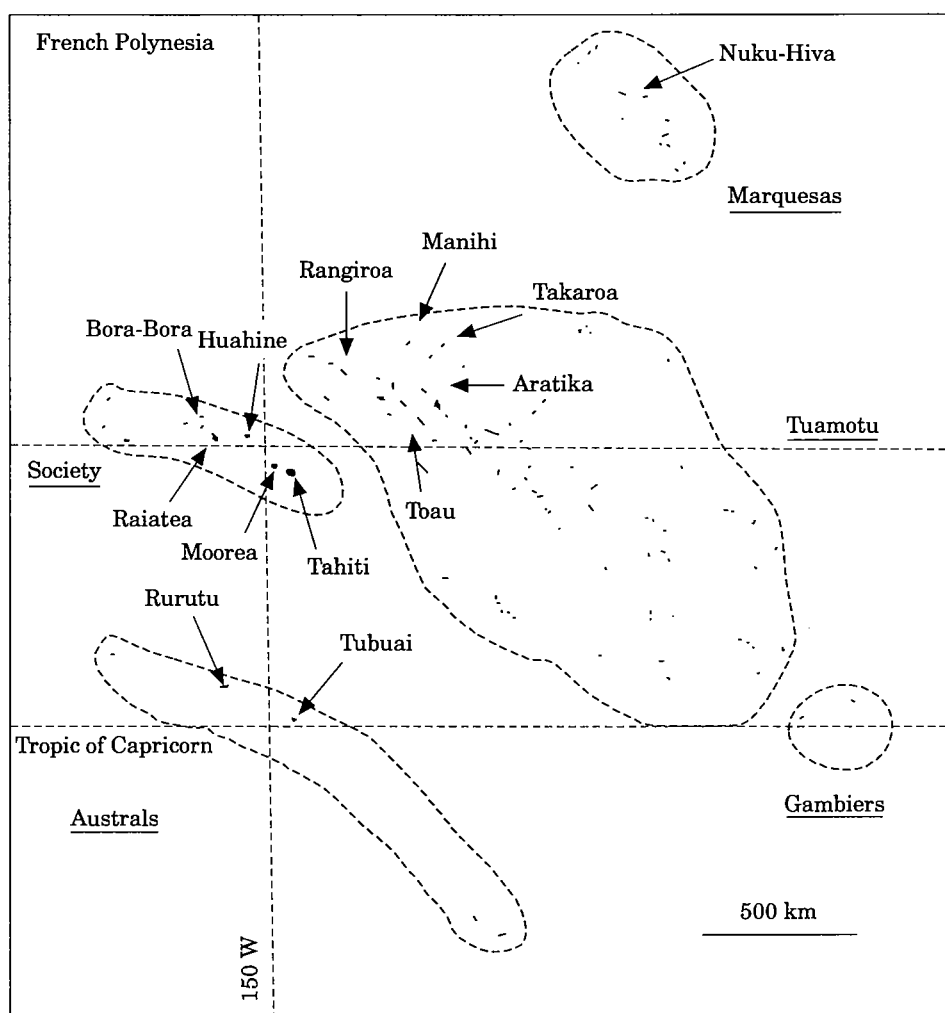 French Polynesia
Nuku-Hiva
Marquesas
Manihi
Rangiroa
Takaroa
Bora-Bora
Huahine
Aratika
Tuamotu
Society
Toau
Raiatea
Moorea
Tahiti
Rurutu
Tubuai
Tropic of Capricorn
Gambiers
Australs
500 km
150 W